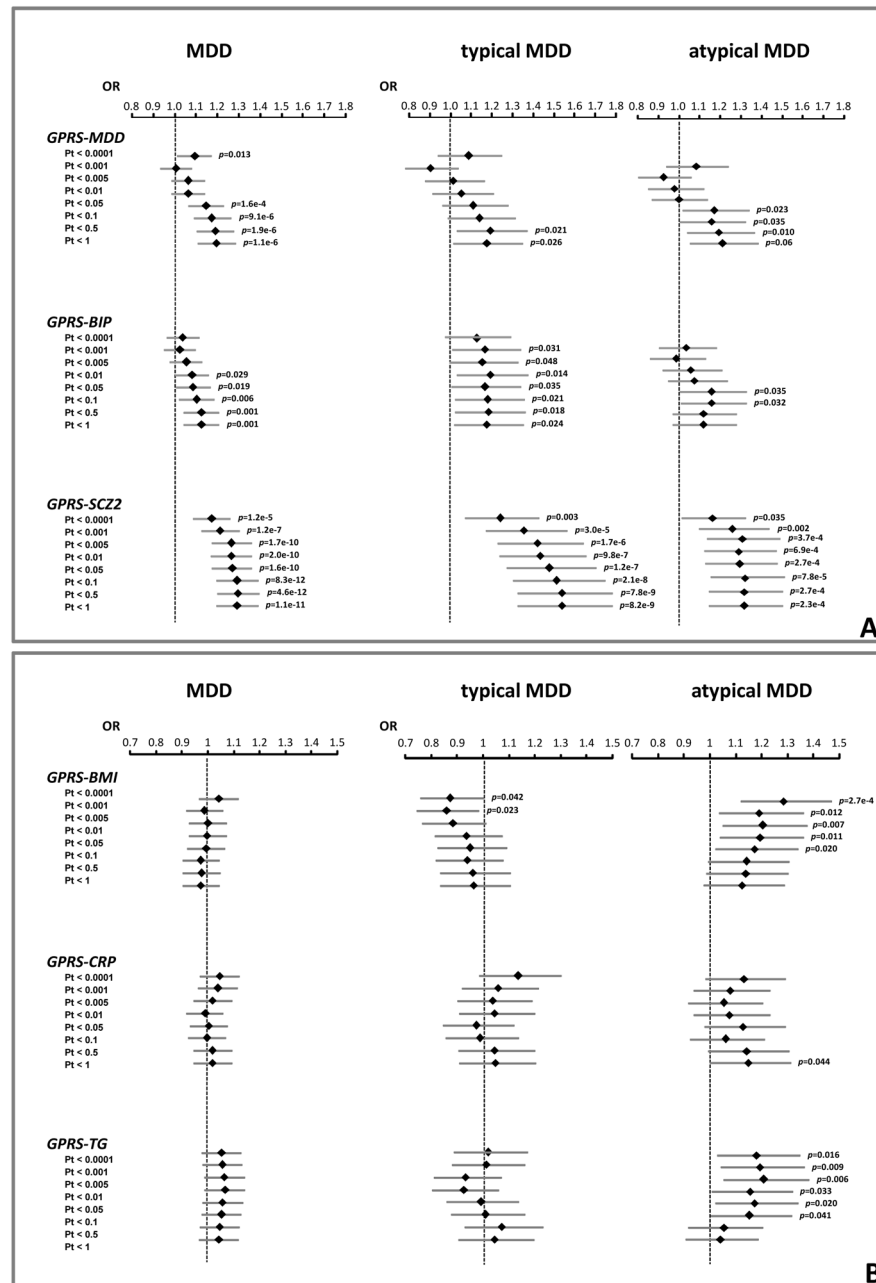 MDD typical MDD atypical MDD
OR
0.8 0.9 1.0 1.1 1.2 1.3 1.4 1.5 1.6 1.7 1.8 0.8 0.9 1.0 1.1 1.2 1.3 1.4 1.5 1.6 1.7 1.8 0.8 0.9 1.0 1.1 1.2 1.3 1.4 1.5 1.6 1.7 1.8
GPRS-MDD
Pt < 0.0001 p=0.013
Pt < 0.001
Pt < 0.005
Pt < 0.01
Pt < 0.05 p=1.6e-4 p=0.023
Pt < 0.1 p=9.1e-6 p=0.035
Pt < 0.5 p=1.9e-6 p=0.021 p=0.010
Pt < 1 p=1.1e-6 p=0.026 p=0.06
GPRS-BIP
Pt < 0.0001
Pt < 0.001 p=0.031
Pt < 0.005 p=0.048
Pt < 0.01 p=0.029 p=0.014
Pt < 0.05 p=0.019 p=0.035 p=0.035
Pt < 0.1 p=0.006 p=0.021 p=0.032
Pt < 0.5 p=0.001 p=0.018
Pt < 1 p=0.001 p=0.024
GPRS-SCZ2
Pt < 0.0001 p=1.2e-5 p=0.003 p=0.035
Pt < 0.001 p=1.2e-7 p=3.0e-5 p=0.002
Pt < 0.005 p=1.7e-10 p=1.7e-6 p=3.7e-4
Pt < 0.01 p=2.0e-10 p=9.8e-7 p=6.9e-4
Pt < 0.05 p=1.6e-10 p=1.2e-7 p=2.7e-4
Pt < 0.1 p=8.3e-12 p=2.1e-8 p=7.8e-5
Pt < 0.5 p=4.6e-12 p=7.8e-9 p=2.7e-4
Pt < 1 p=1.1e-11 p=8.2e-9 p=2.3e-4
A
MDD typical MDD atypical MDD
OR
0.7 0.8 0.9 1 1.1 1.2 1.3 1.4 1.5 0.7 0.8 0.9 1 1.1 1.2 1.3 1.4 1.5 0.7 0.8 0.9 1 1.1 1.2 1.3 1.4 1.5
GPRS-BMI
Pt < 0.0001 p=0.042 p=2.7e-4
Pt < 0.001 p=0.023 p=0.012
Pt < 0.005 p=0.007
Pt < 0.01 p=0.011
Pt < 0.05 p=0.020
Pt < 0.1
Pt < 0.5
Pt < 1
GPRS-CRP
Pt < 0.0001
Pt < 0.001
Pt < 0.005
Pt < 0.01
Pt < 0.05
Pt < 0.1
Pt < 0.5
Pt < 1 p=0.044
GPRS-TG
Pt < 0.0001 p=0.016
Pt < 0.001 p=0.009
Pt < 0.005 p=0.006
Pt < 0.01 p=0.033
Pt < 0.05 p=0.020
Pt < 0.1 p=0.041
Pt < 0.5
Pt < 1
B